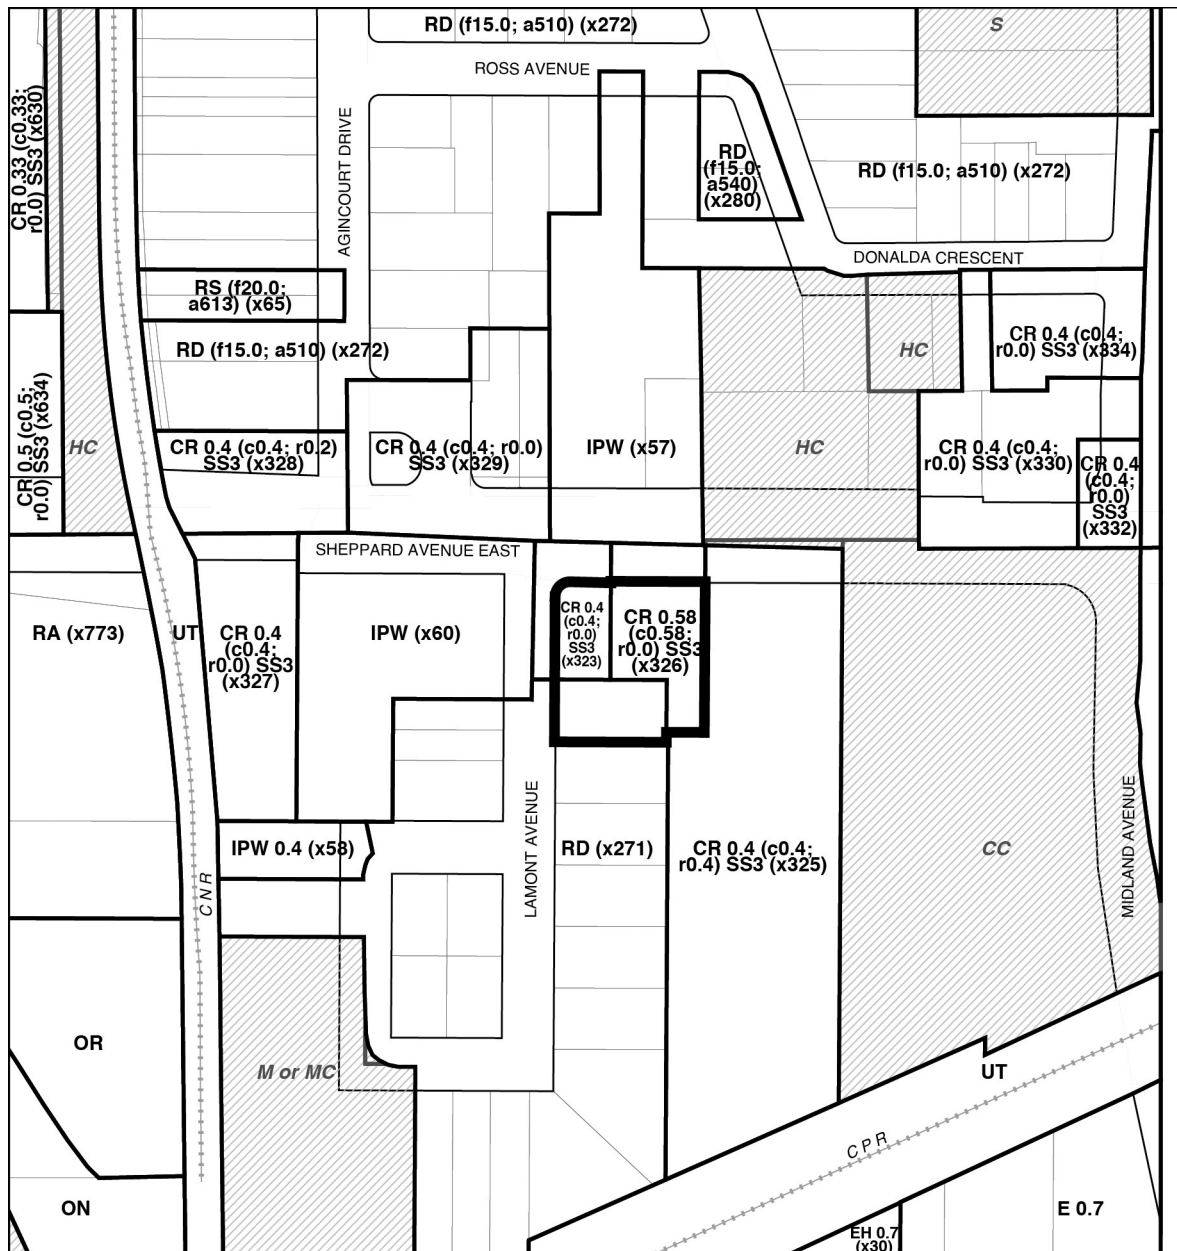 RD (f15.0; a510) (x272)
S
ROSS AVENUE
CR 0.33 (c0.33;
r0.0) SS3 (x630)
AGINCOURT DRIVE
RD
(f15.0;
a540)
(x280)
RD (f15.0; a510) (x272)
DONALDA CRESCENT
RS (f20.0;
a613) (x65)
RD (f15.0; a510) (x272)
HC
CR 0.4 (c0.4;
r0.0) SS3 (x334)
CR 0.5 (c0.5;
r0.0) SS3 (x634)
HC
CR 0.4 (c0.4; r0.2)
SS3 (x328)
CR 0.4 (c0.4; r0.0)
SS3 (x329)
IPW (x57)
HC
CR 0.4 (c0.4;
r0.0) SS3 (x330)
CR 0.4
(c0.4;
r0.0)
SS3
(x332)
SHEPPARD AVENUE EAST
RA (x773)
UT
CR 0.4
(c0.4;
r0.0) SS3
(x327)
IPW (x60)
CR 0.4
(c0.4;
r0.0)
SS3
(x323)
CR 0.58
(c0.58;
r0.0) SS3
(x326)
LAMONT AVENUE
MIDLAND AVENUE
IPW 0.4 (x58)
RD (x271)
CR 0.4 (c0.4;
r0.4) SS3 (x325)
CC
CNR
OR
M or MC
UT
CPR
ON
EH 0.7
(x30)
E 0.7